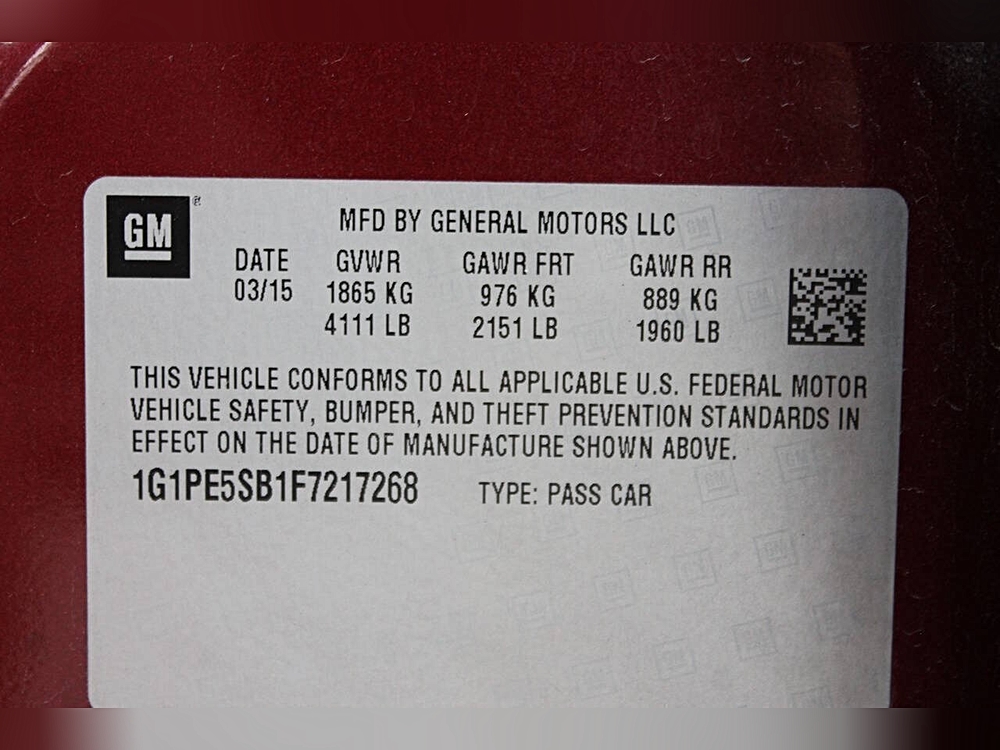 GM ®
MFD BY GENERAL MOTORS LLC
DATE GVWR GAWR FRT GAWR RR
03/15 1865 KG 976 KG 889 KG
4111 LB 2151 LB 1960 LB
THIS VEHICLE CONFORMS TO ALL APPLICABLE U.S. FEDERAL MOTOR
VEHICLE SAFETY, BUMPER, AND THEFT PREVENTION STANDARDS IN
EFFECT ON THE DATE OF MANUFACTURE SHOWN ABOVE.
1G1PE5SB1F7217268 TYPE: PASS CAR